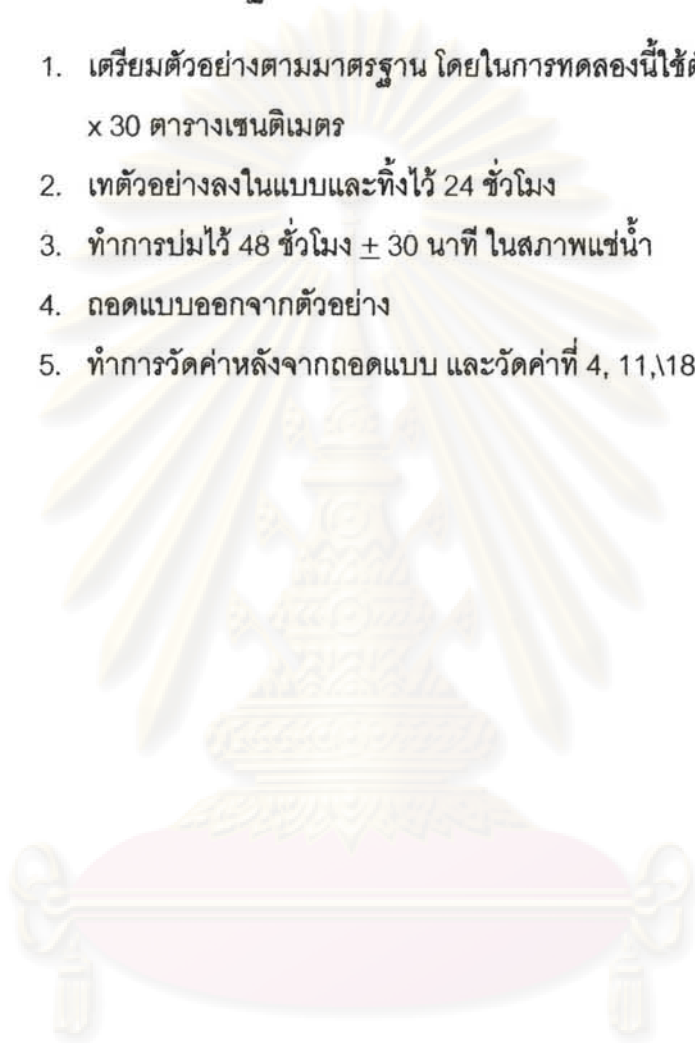 1. เตรียมตัวอย่างตามมาตรฐาน โดยในการทดลองนี้ใช้
x 30 ตารางเซนติเมตร
2. เทตัวอย่างลงในแบบและทิ้งไว้ 24 ชั่วโมง
3. ทำการบ่มไว้ 48 ชั่วโมง ± 30 นาที ในสภาพแช่น้ำ
4. ถอดแบบออกจากตัวอย่าง
5. ทำการวัดค่าหลังจากถอดแบบ และวัดค่าที่ 4, 11,\18